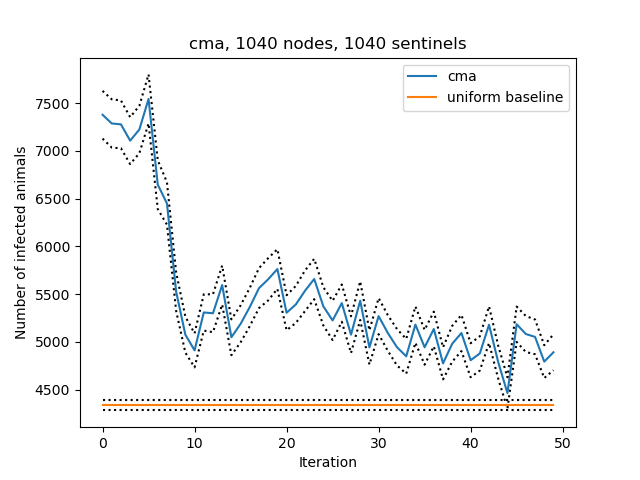 cma, 1040 nodes, 1040 sentinels
cma
uniform baseline
Number of infected animals
7500
7000
6500
6000
5500
5000
4500
0 10 20 30 40 50
Iteration